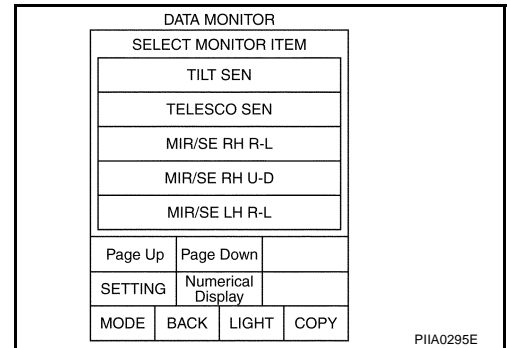 DATA MONITOR
SELECT MONITOR ITEM
TILT SEN
TELESCO SEN
MIR/SE RH R-L
MIR/SE RH U-D
MIR/SE LH R-L
Page Up Page Down
SETTING Numerical
Display
MODE BACK LIGHT COPY
PIIA0295E